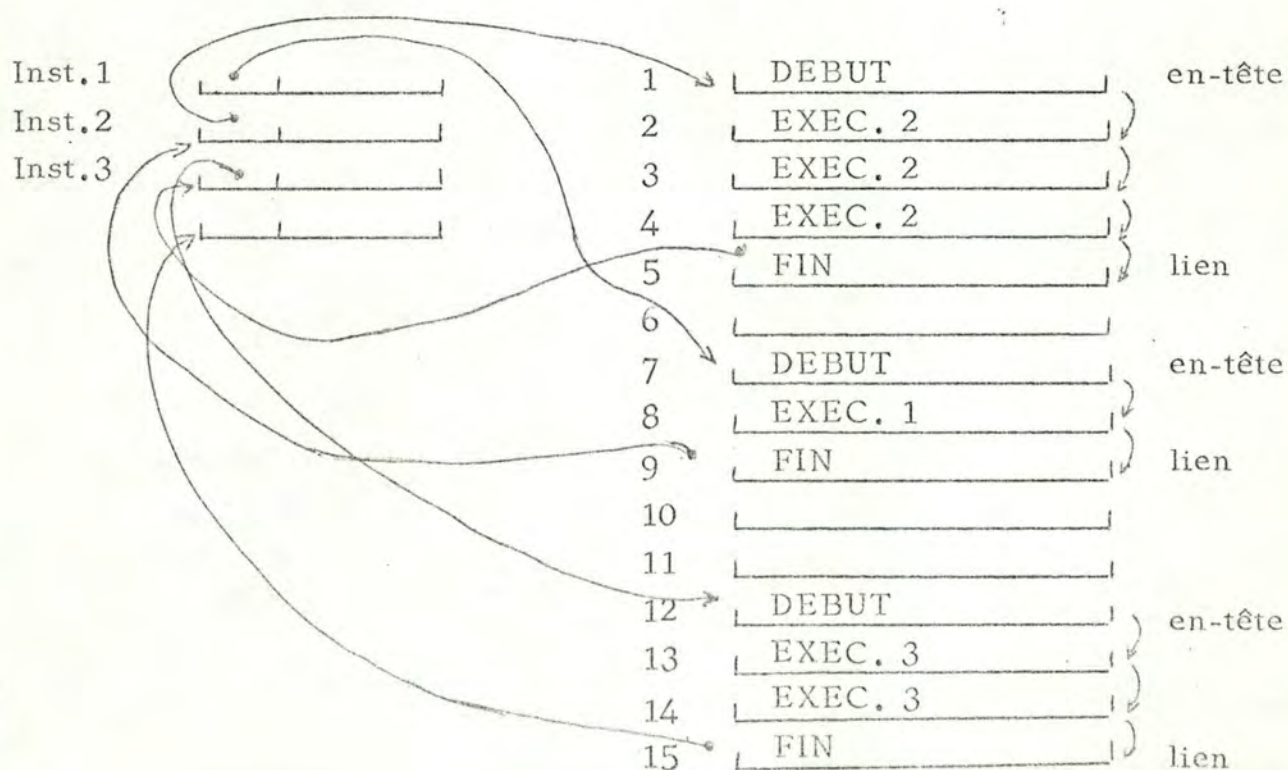 Inst.1
Inst.2
Inst.3
1 DEBUT en-tête
2 EXEC. 2
3 EXEC. 2
4 EXEC. 2
5 FIN lien
6
7 DEBUT en-tête
8 EXEC. 1
9 FIN lien
10
11
12 DEBUT en-tête
13 EXEC. 3
14 EXEC. 3
15 FIN lien